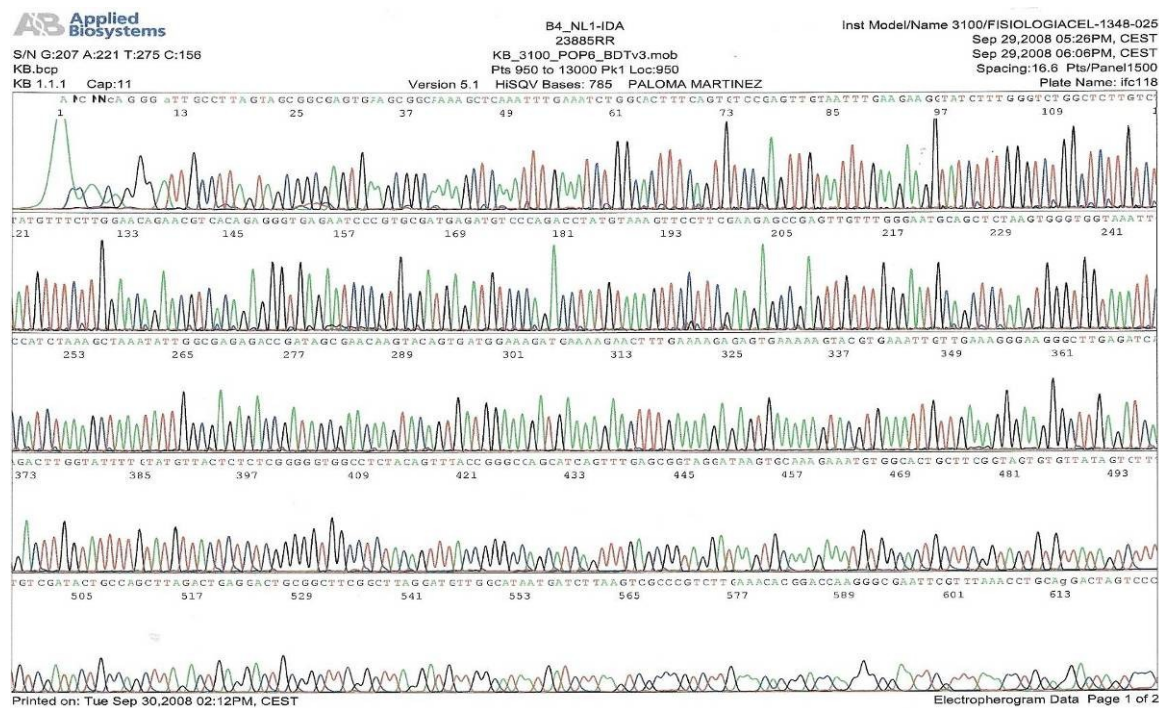 AB Applied Biosystems
B4_NL1-IDA
Inst Model/Name 3100/FISIOLOGIACEL-1348-025
23885RR
Sep 29,2008 05:26PM, CEST
S/N G:207 A:221 T:275 C:156
KB_3100_POP6_BDTv3.mob
Sep 29,2008 06:06PM, CEST
KB.bcp
Pts 950 to 13000 Pk1 Loc:950
Spacing:16.6 Pts/Panel1500
KB 1.1.1 Cap:11
Version 5.1 HiSQV Bases: 785 PALOMA MARTINEZ
Plate Name: ifc118
1 13 25 37 49 61 73 85 97 109
TATGTTTCTTGGAACAGAACGTCACAGAGGGTGAGAATCCCGTGCGATGAGATGTCCCAGACCTATGTAAAGTTCCTTCGAAGAGCCGAGTTGTTTGGGAATGCAGCTCTAAGTGGGTGGTAAATT
133 145 157 169 181 193 205 217 229 241
CCATCTAAAGCTAAATATTGGCGAGAGACCGATAGCGAACAAGTACAGTGATGGAAAGATGAAAAGAACTTTGAAAAGAGAGTGAAAAAGTACGTGAAATTGTTGAAAGGGAAGGGCTTGAGATCA
253 265 277 289 301 313 325 337 349 361
GACTTGGTATTTTGTATGTTACTCTCTCGGGGGTGGCCTCTACAGTTTACCGGGCCAGCATCAGTTTGAGCGGTAGGATAAGTGCAAAGAAATGTGGCACTGCTTCGGTAGTGTGTTATAGTCTTT
373 385 397 409 421 433 445 457 469 481 493
TGTCGATACTGCCAGCTTAGACTGAGGACTGCGGCTTCGGCTTAGGATGTTGGCATAATGATCTTAAGTCGCCCGTCTTGAAACACGGACCAAGGGCGAATTCGTTTAAACCTGCAgGACTAGTCCC
505 517 529 541 553 565 577 589 601 613
Printed on: Tue Sep 30,2008 02:12PM, CEST
Electropherogram Data Page 1 of 2